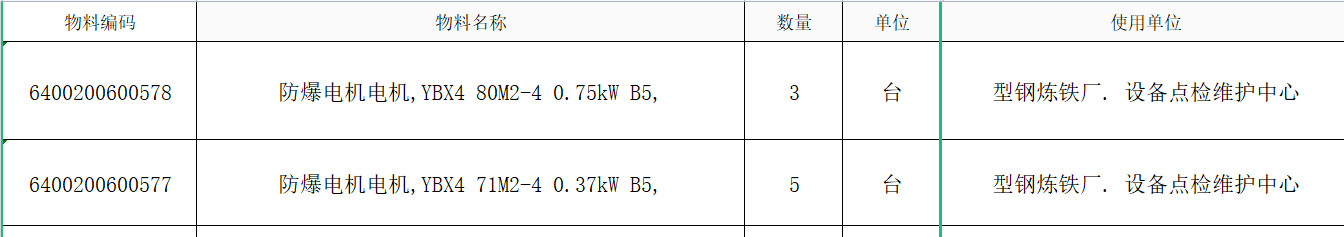 物料编码 物料名称 数量 单位 使用单位
6400200600578 防爆电机电机,YBX4 80M2-4 0.75kW B5, 3 台 型钢炼铁厂. 设备点检维护中心
6400200600577 防爆电机电机,YBX4 71M2-4 0.37kW B5, 5 台 型钢炼铁厂. 设备点检维护中心